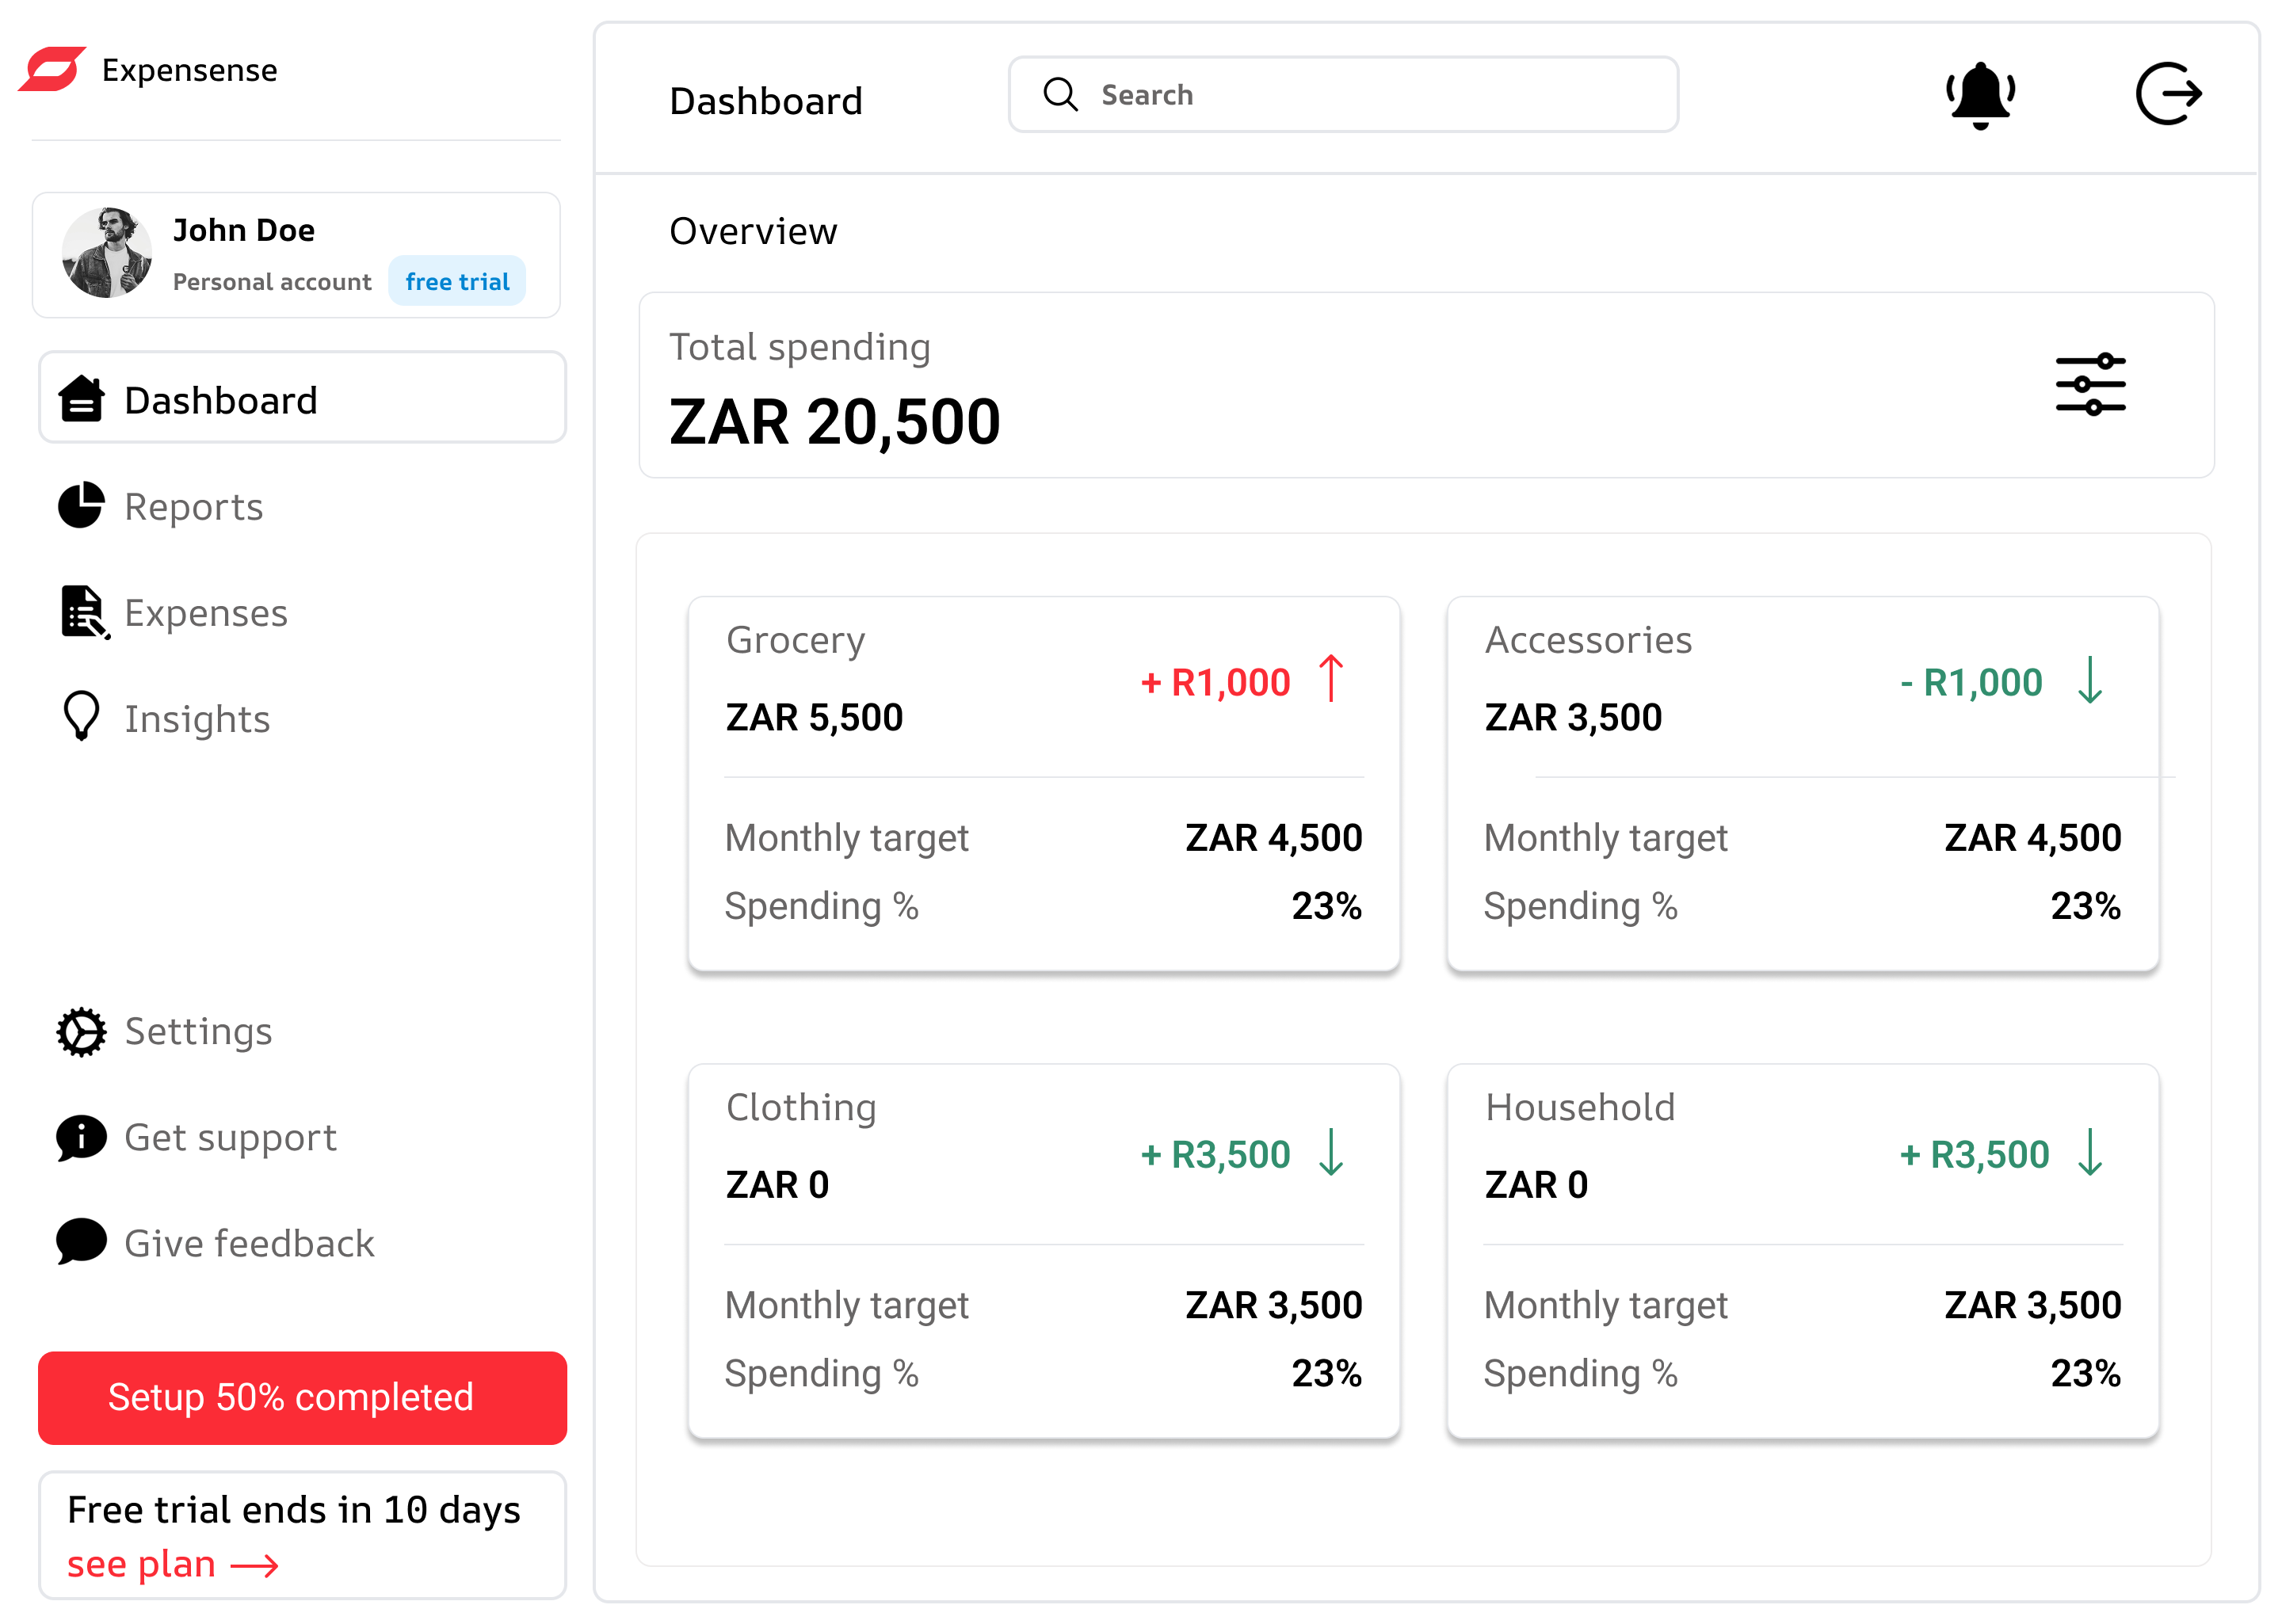 Expensense
John Doe
Personal account free trial
Dashboard
Reports
Expenses
Insights
Settings
Get support
Give feedback
Setup 50% completed
Free trial ends in 10 days
see plan
Dashboard
Search
Overview
Total spending
ZAR 20,500
Grocery
+ R1,000
ZAR 5,500
Monthly target ZAR 4,500
Spending % 23%
Accessories
- R1,000
ZAR 3,500
Monthly target ZAR 4,500
Spending % 23%
Clothing
+ R3,500
ZAR 0
Monthly target ZAR 3,500
Spending % 23%
Household
+ R3,500
ZAR 0
Monthly target ZAR 3,500
Spending % 23%